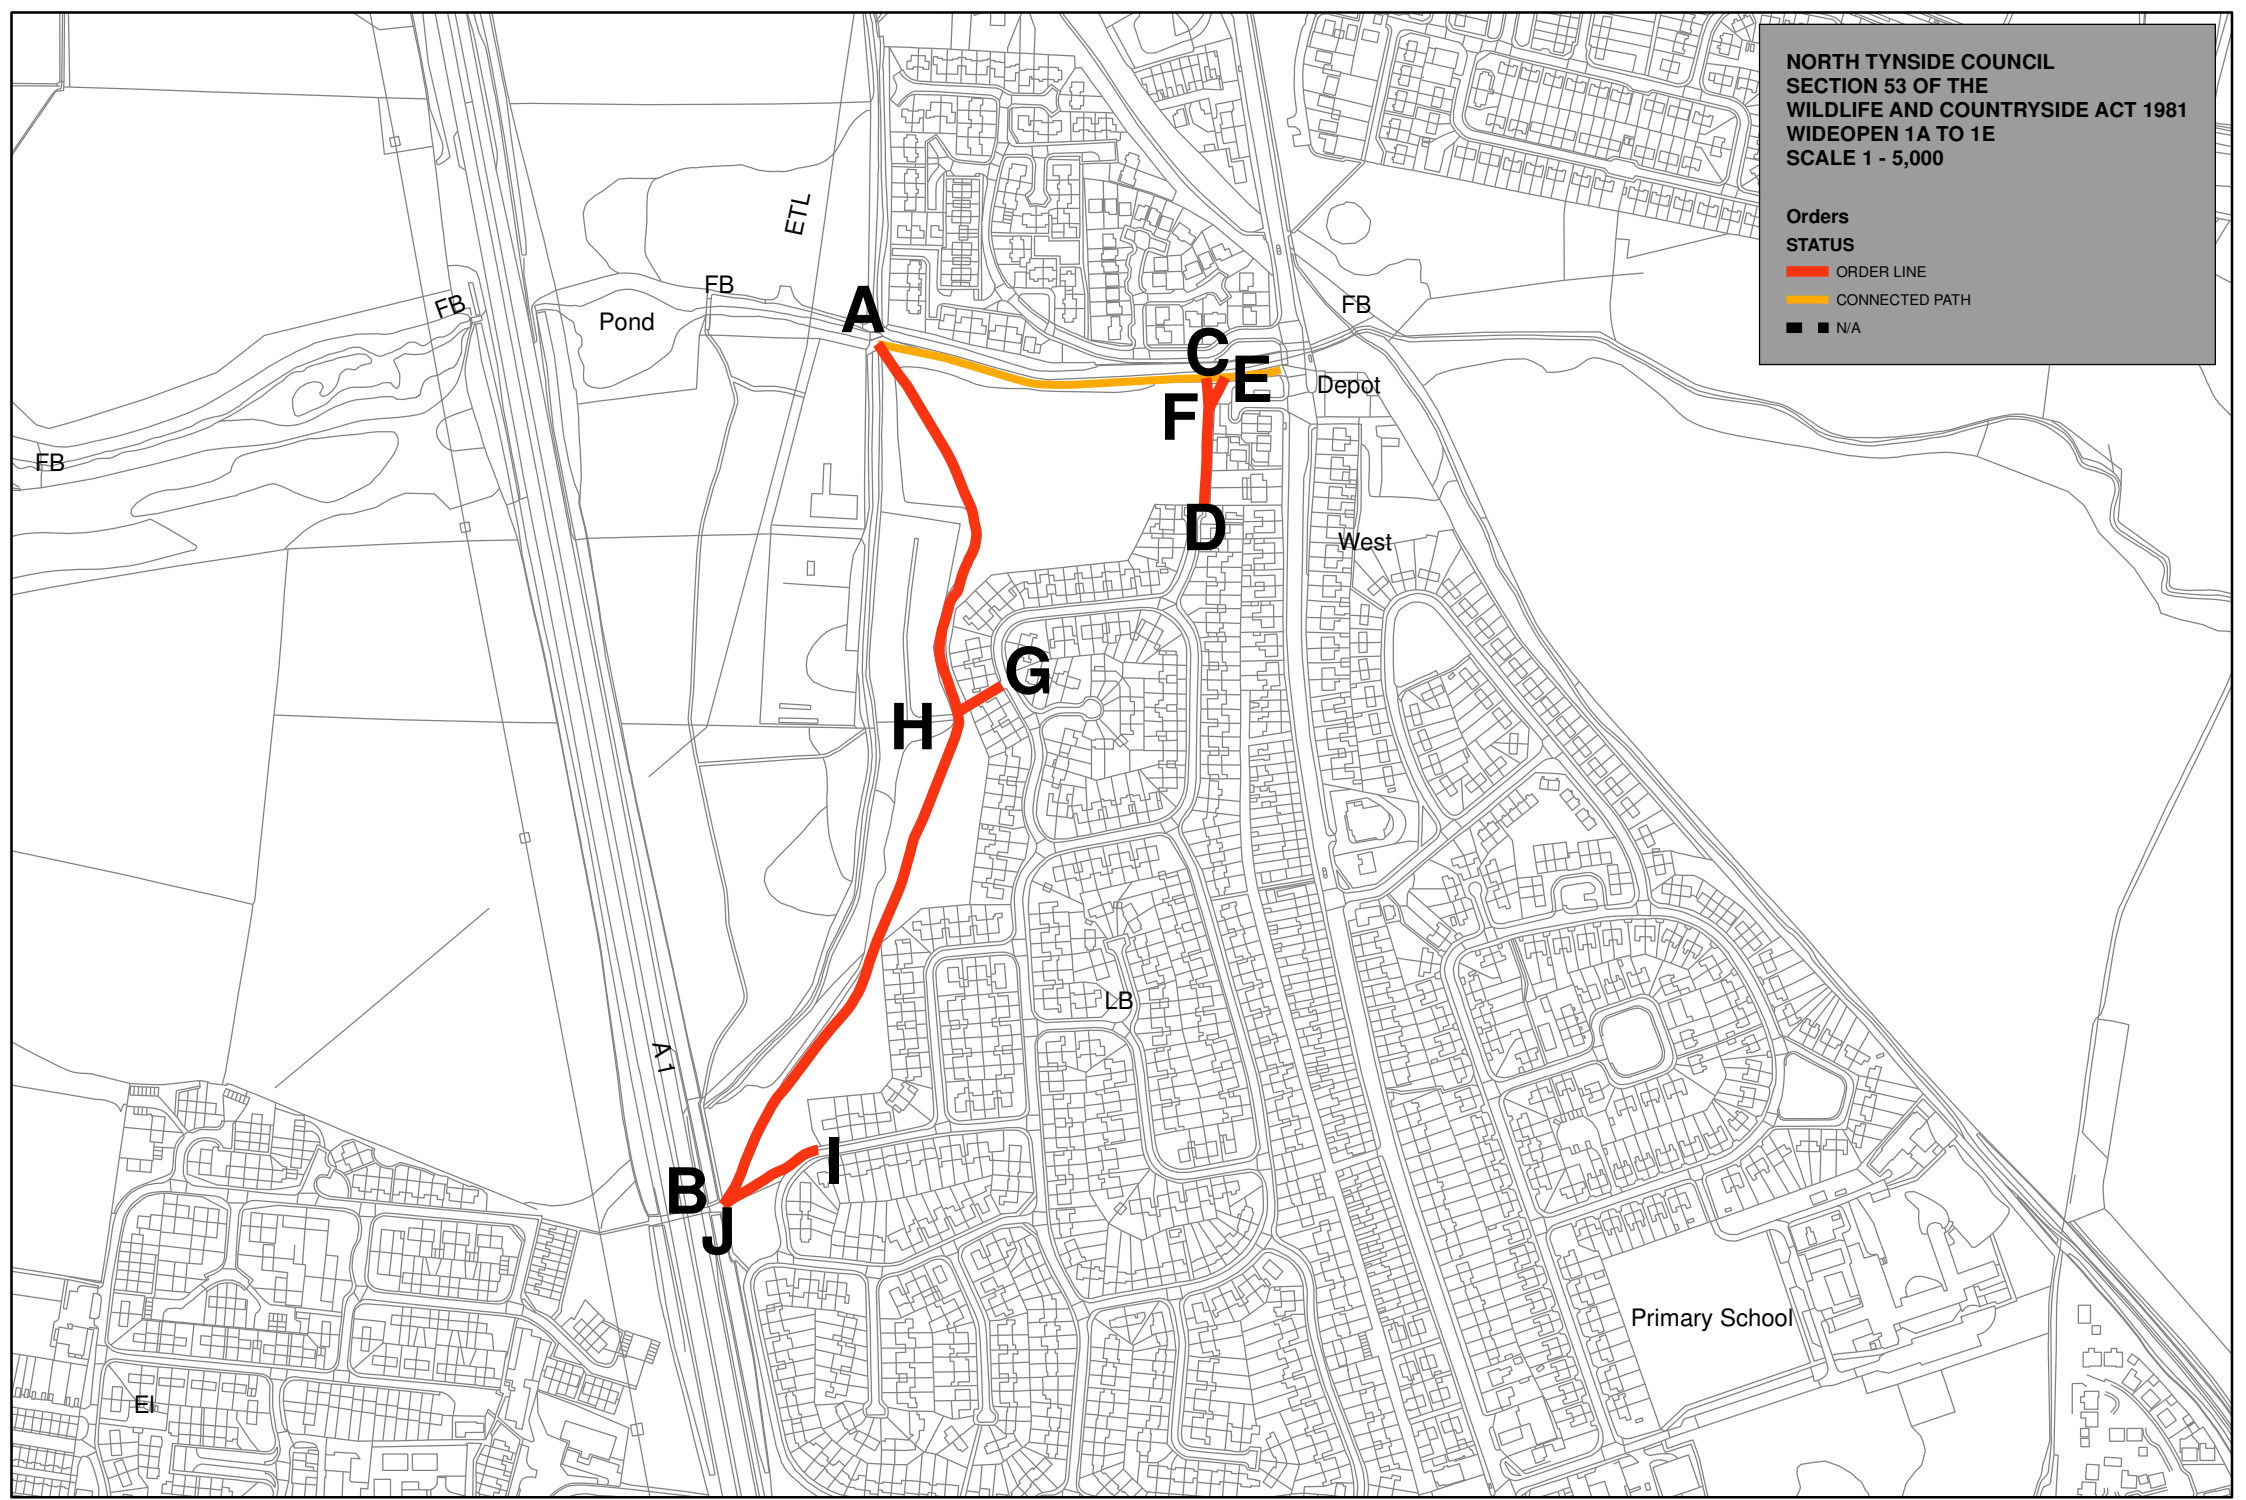 NORTH TYNSIDE COUNCIL
SECTION 53 OF THE
WILDLIFE AND COUNTRYSIDE ACT 1981
WIDEOPEN 1A TO 1E
SCALE 1 - 5,000
Orders
STATUS
ORDER LINE
CONNECTED PATH
N/A
ETL
FB
FB
Pond
A
FB
C
E
Depot
F
FB
D
West
G
H
LB
A1
I
B
J
Primary School
EI